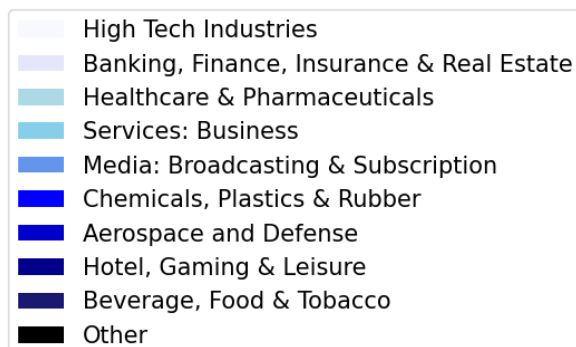 High Tech Industries
Banking, Finance, Insurance & Real Estate
Healthcare & Pharmaceuticals
Services: Business
Media: Broadcasting & Subscription
Chemicals, Plastics & Rubber
Aerospace and Defense
Hotel, Gaming & Leisure
Beverage, Food & Tobacco
Other